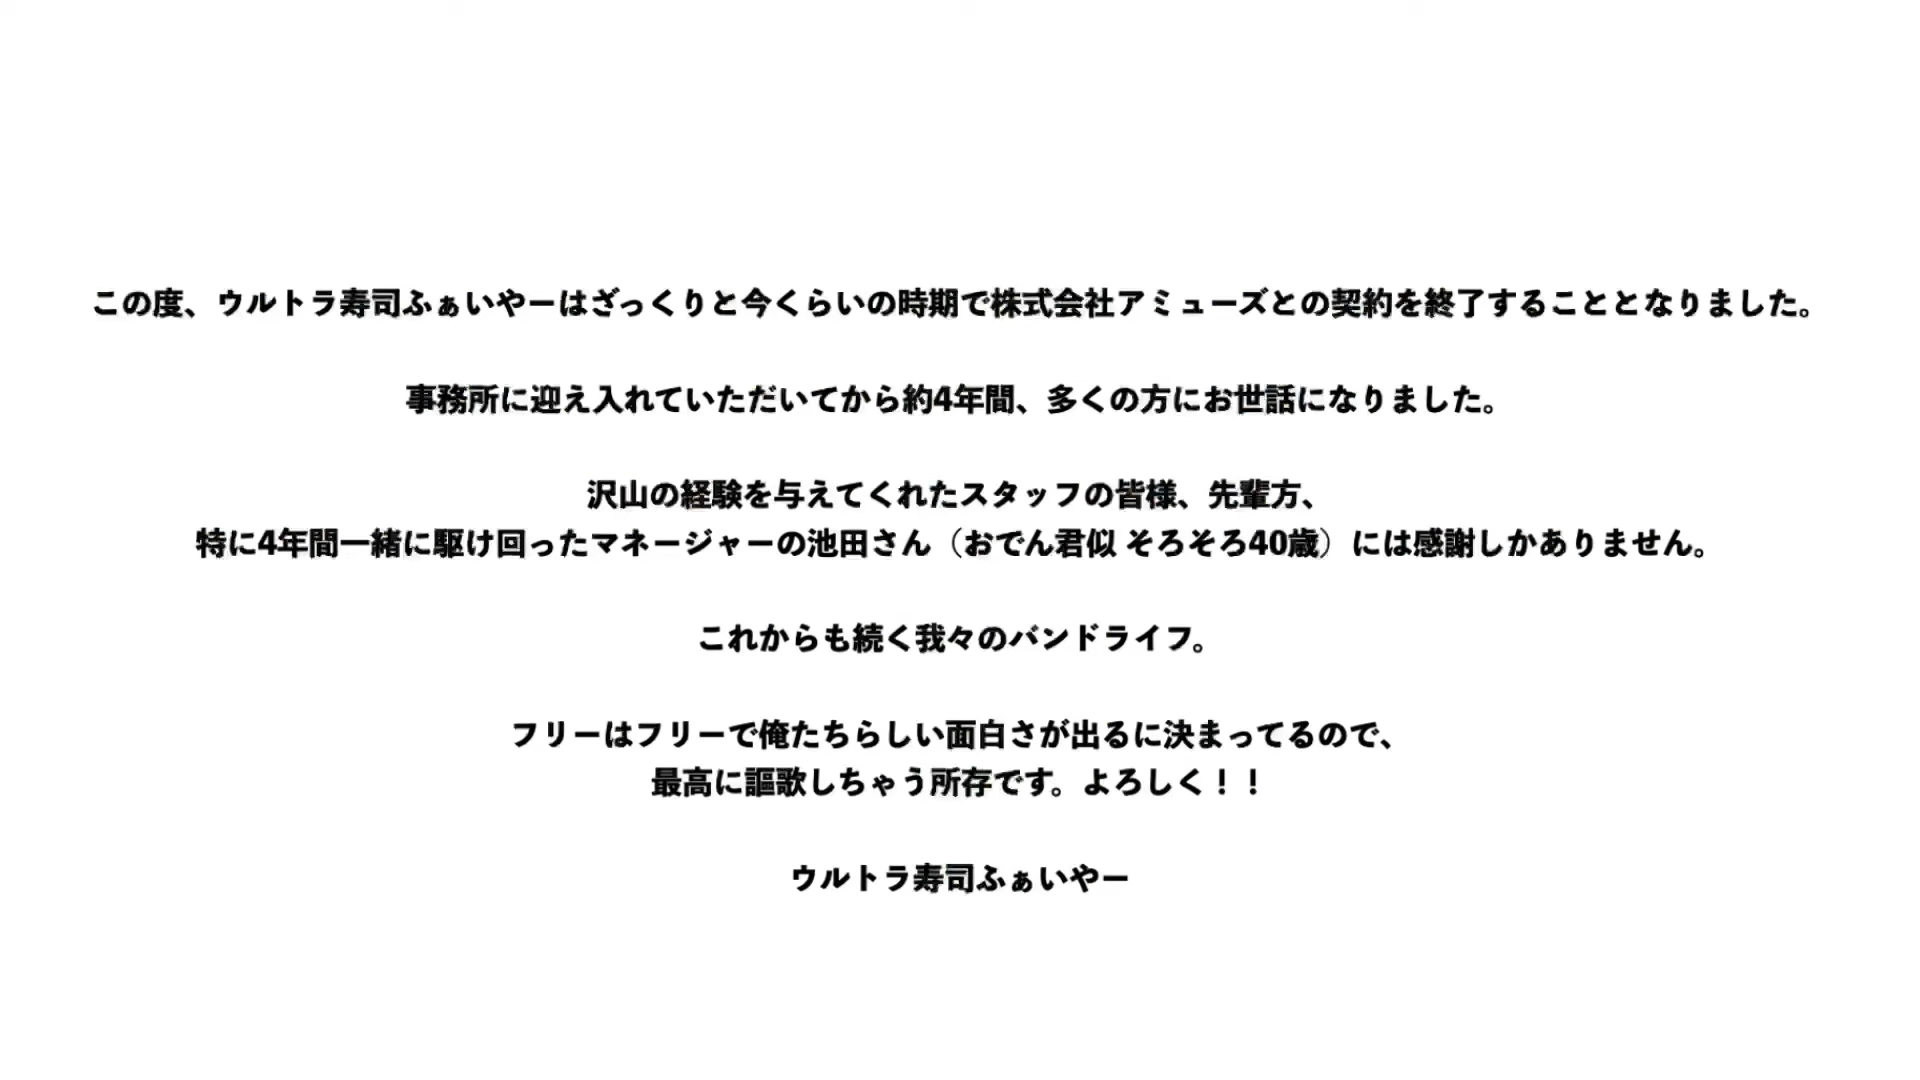 この度、ウルトラ寿司ふぁいやーはざっくりと今くらいの時期で株式会社アミューズとの契約を終了することとなりました。
事務所に迎え入れていただいてから約4年間、多くの方にお世話になりました。
沢山の経験を与えてくれたスタッフの皆様、先輩方、
特に4年間一緒に駆け回ったマネージャーの池田さん（おでん君似 そろそろ40歳）には感謝しかありません。
これからも続く我々のバンドライフ。
フリーはフリーで俺たちらしい面白さが出るに決まってるので、
最高に謳歌しちゃう所存です。よろしく！！
ウルトラ寿司ふぁいやー